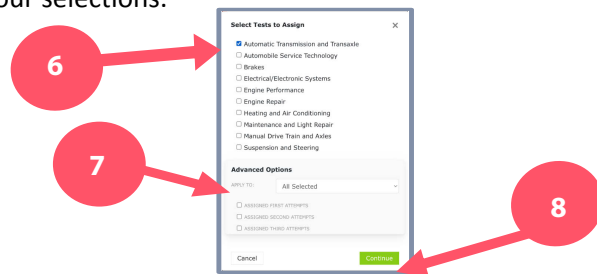 our selections.
Select Tests to Assign ×
6
Automatic Transmission and Transaxle
Automobile Service Technology
Brakes
Electrical/Electronic Systems
Engine Performance
Engine Repair
Heating and Air Conditioning
Maintenance and Light Repair
Manual Drive Train and Axles
Suspension and Steering
7
Advanced Options
APPLY TO: All Selected
ASSIGNED FIRST ATTEMPTS
ASSIGNED SECOND ATTEMPTS
ASSIGNED THIRD ATTEMPTS
8
Cancel Continue